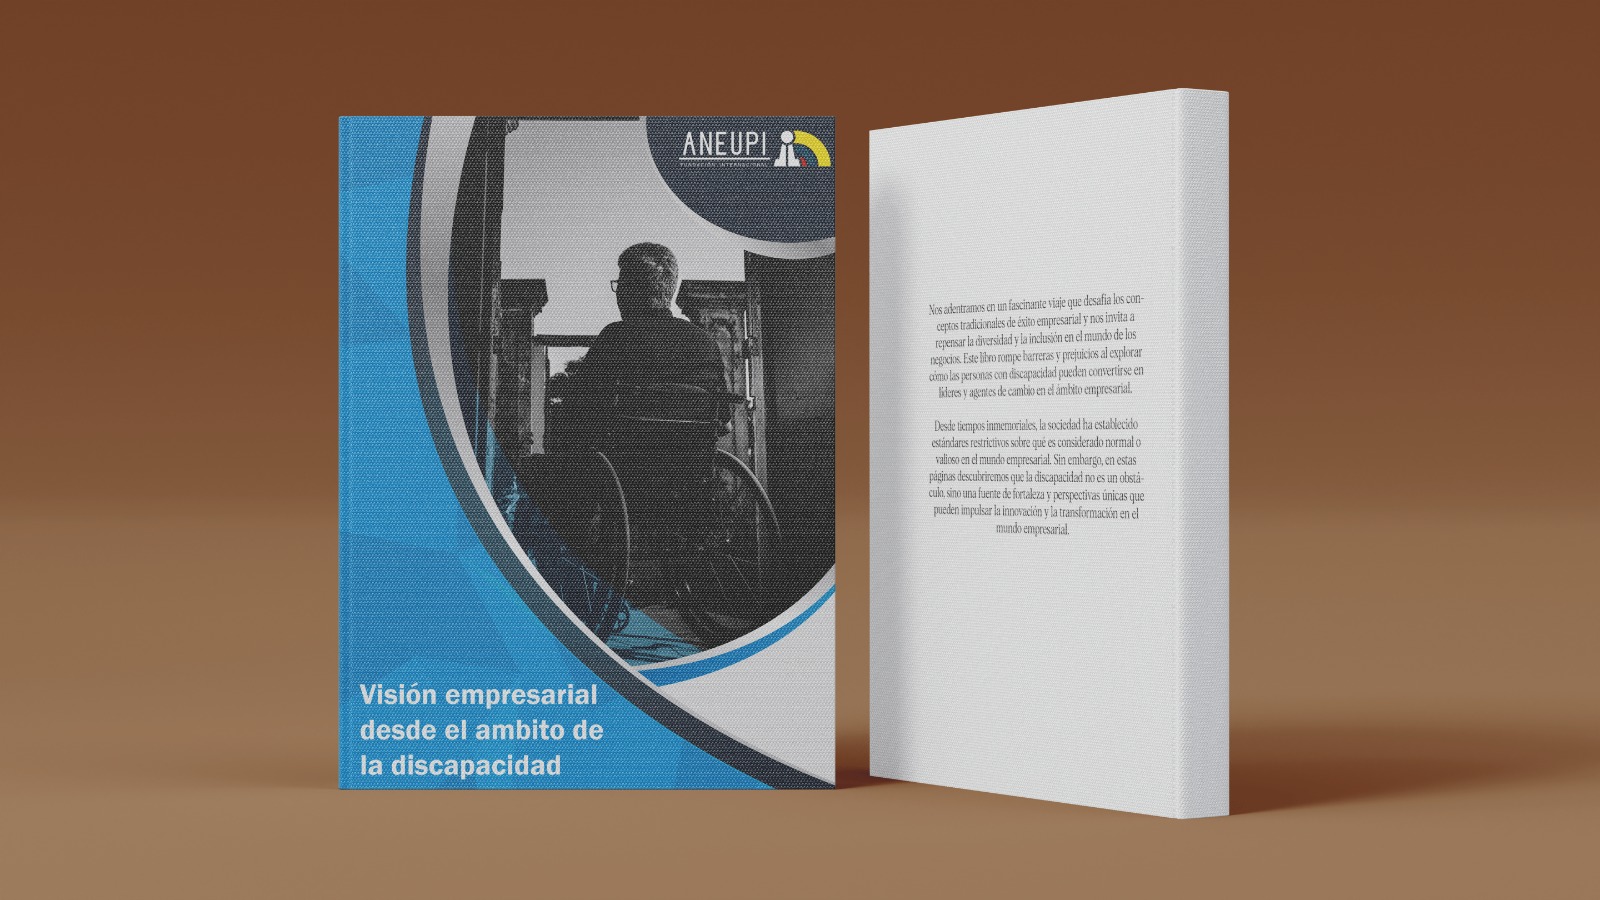 ANEUPI
FUNDACIÓN INTERNACIONAL
Visión empresarial
desde el ambito de
la discapacidad
Nos adentramos en un fascinante viaje que desafía los con-
ceptos tradicionales de éxito empresarial y nos invita a
repensar la diversidad y la inclusión en el mundo de los
negocios. Este libro rompe barreras y prejuicios al explorar
cómo las personas con discapacidad pueden convertirse en
líderes y agentes de cambio en el ámbito empresarial.
Desde tiempos inmemoriales, la sociedad ha establecido
estándares restrictivos sobre qué es considerado normal o
valioso en el mundo empresarial. Sin embargo, en estas
páginas descubriremos que la discapacidad no es un obstá-
culo, sino una fuente de fortaleza y perspectivas únicas que
pueden impulsar la innovación y la transformación en el
mundo empresarial.